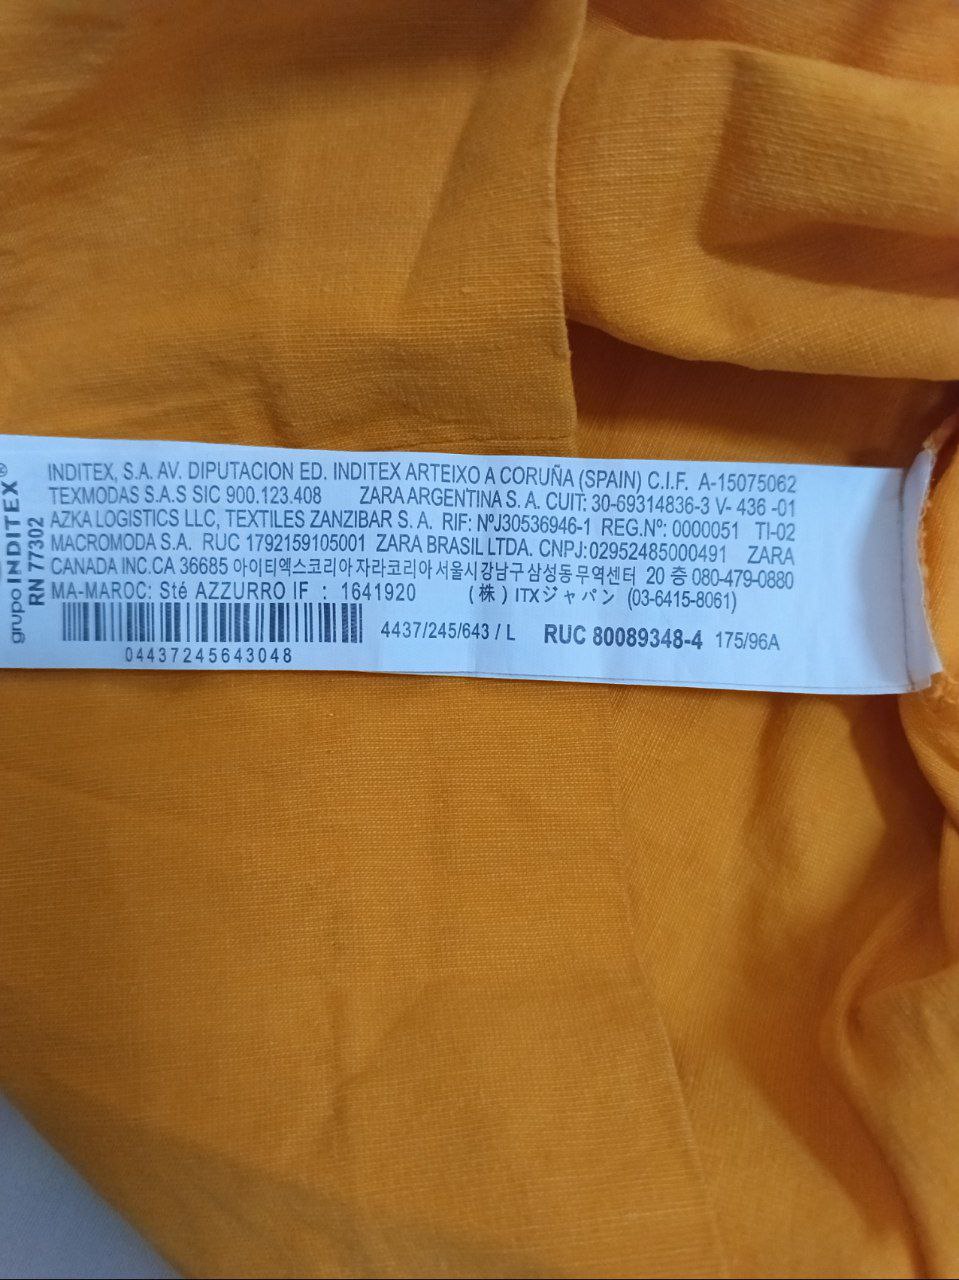 INDITEX, S.A. AV. DIPUTACION ED. INDITEX ARTEIXO A CORUÑA (SPAIN) C.I.F. A-15075062
TEXMODAS S.A.S SIC 900.123.408 ZARA ARGENTINA S. A. CUIT: 30-69314836-3 V- 436 -01
AZKA LOGISTICS LLC, TEXTILES ZANZIBAR S. A. RIF: NºJ30536946-1 REG.Nº: 0000051 TI-02
MACROMODA S.A. RUC 1792159105001 ZARA BRASIL LTDA. CNPJ:02952485000491 ZARA
CANADA INC.CA 36685 아이티엑스코리아 자라코리아 서울시강남구삼성동무역센터 20 층 080-479-0880
MA-MAROC: Sté AZZURRO IF : 1641920 (株) ITXジャパン (03-6415-8061)
4437/245/643 / L RUC 80089348-4 175/96A
04437245643048
grupo INDITEX®
RN 77302